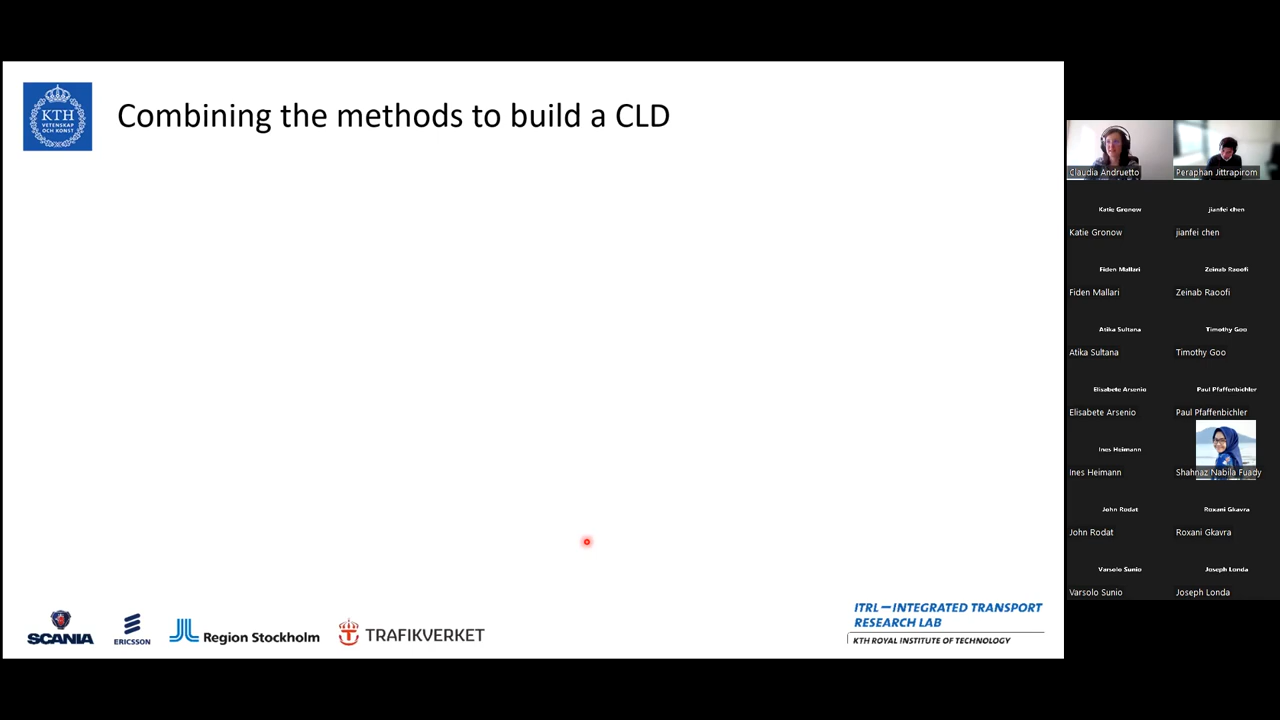 KTH
VETENSKAP
OCH KONST
Combining the methods to build a CLD
SCANIA
ERICSSON
Region Stockholm
TRAFIKVERKET
ITRL – INTEGRATED TRANSPORT
RESEARCH LAB
KTH ROYAL INSTITUTE OF TECHNOLOGY
Claudia Andruetto
Peraphan Jittrapirom
Katie Gronow
jianfei chen
Katie Gronow
jianfei chen
Fiden Mallari
Zeinab Raoofi
Fiden Mallari
Zeinab Raoofi
Atika Sultana
Timothy Goo
Atika Sultana
Timothy Goo
Elisabete Arsenio
Paul Pfaffenbichler
Elisabete Arsenio
Paul Pfaffenbichler
Ines Heimann
Ines Heimann
Shahnaz Nabila Fuady
John Rodat
Roxani Gkavra
John Rodat
Roxani Gkavra
Varsolo Sunio
Joseph Londa
Varsolo Sunio
Joseph Londa